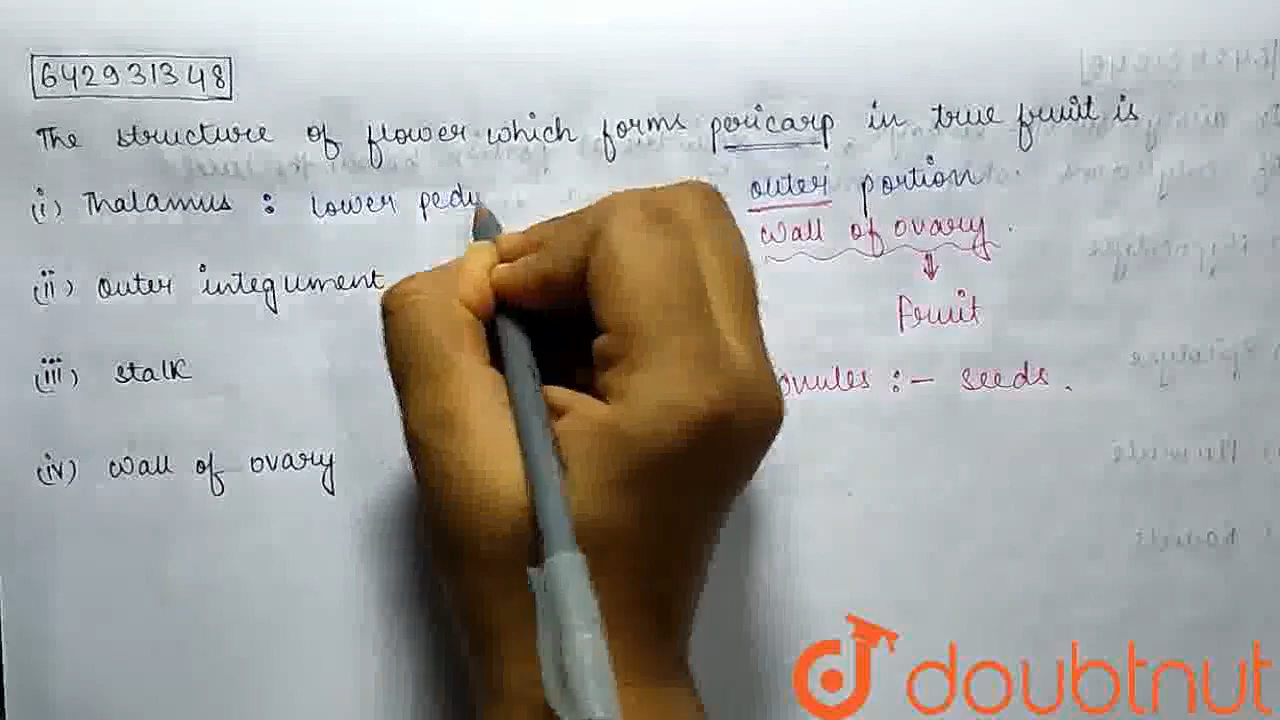 642931348
The structure of flower which forms pericarp in true fruit is
(i) Thalamus : lower pedu
outer portion
wall of ovary.
(ii) outer integument
fruit
(iii) stalk
ovules :- seeds.
(iv) wall of ovary
doubtnut